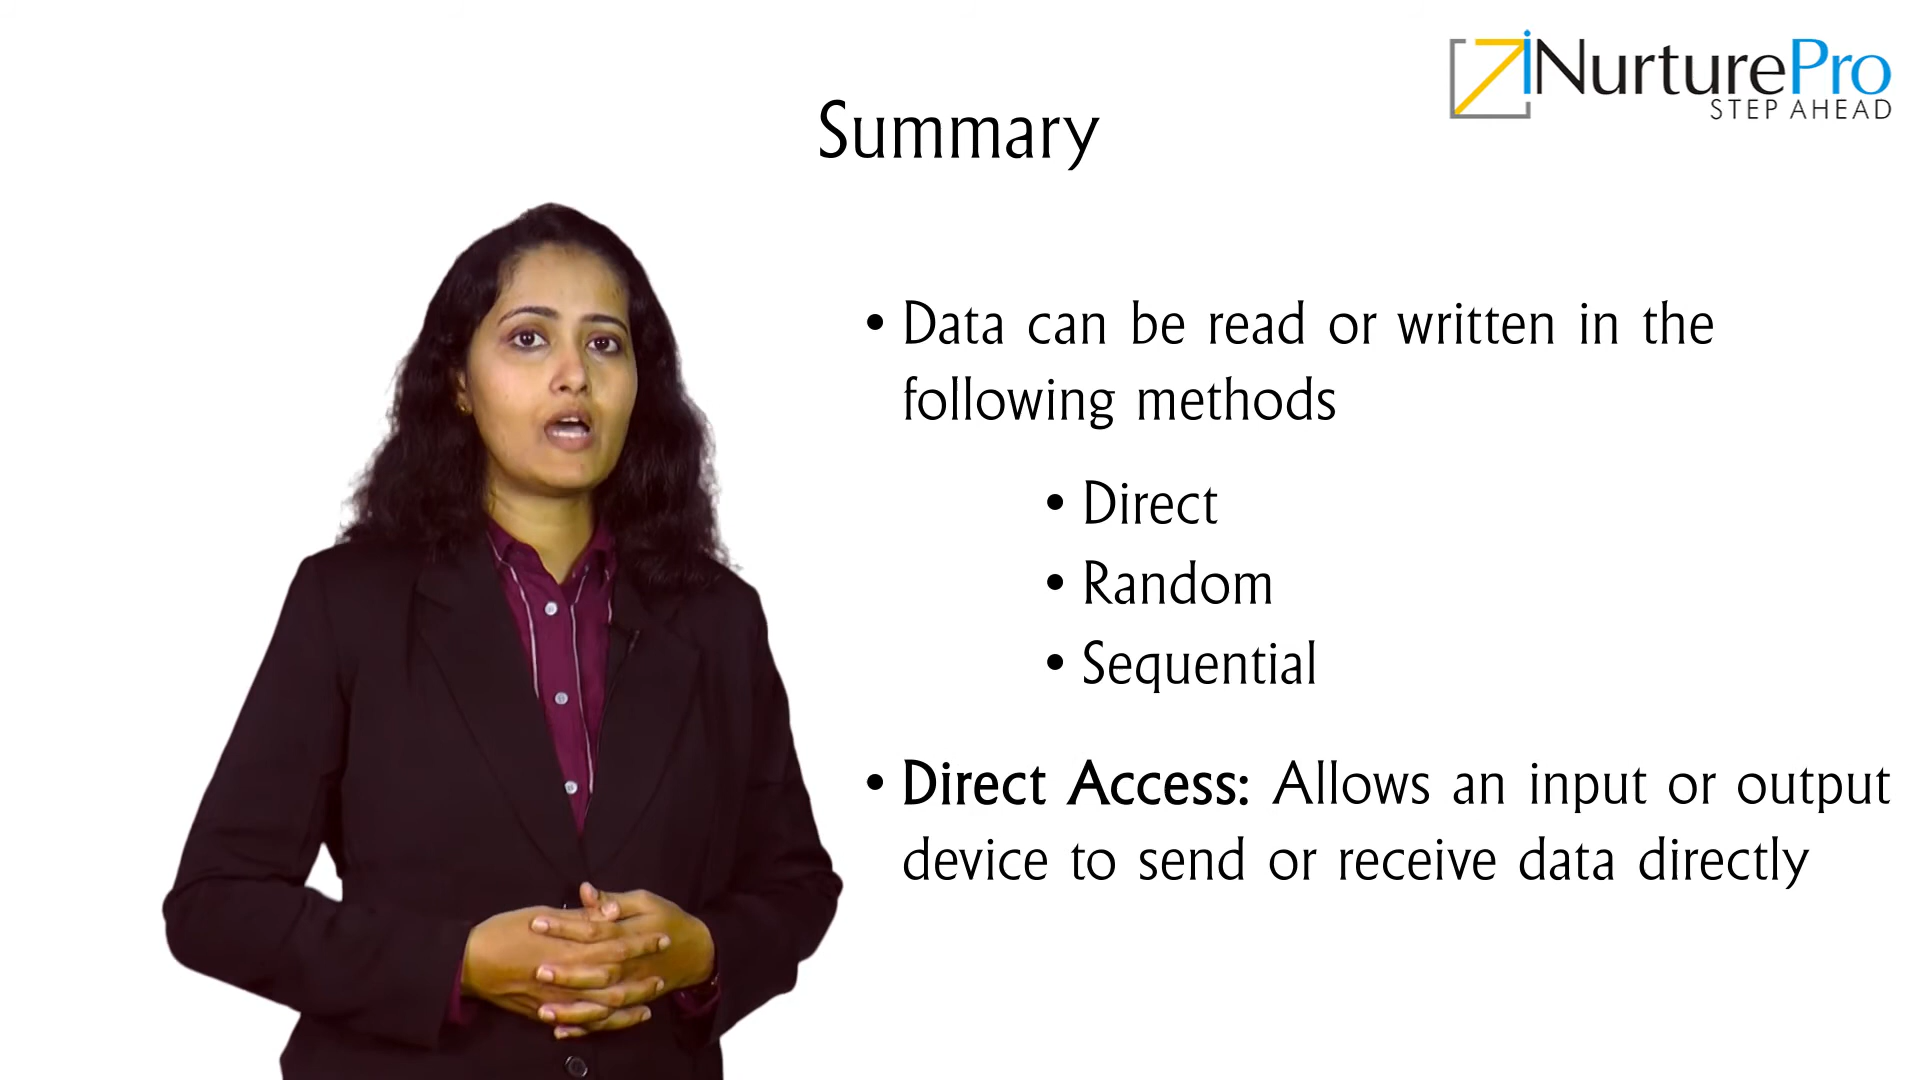 iNurturePro
STEP AHEAD
Summary
• Data can be read or written in the
following methods
• Direct
• Random
• Sequential
• Direct Access: Allows an input or output
device to send or receive data directly